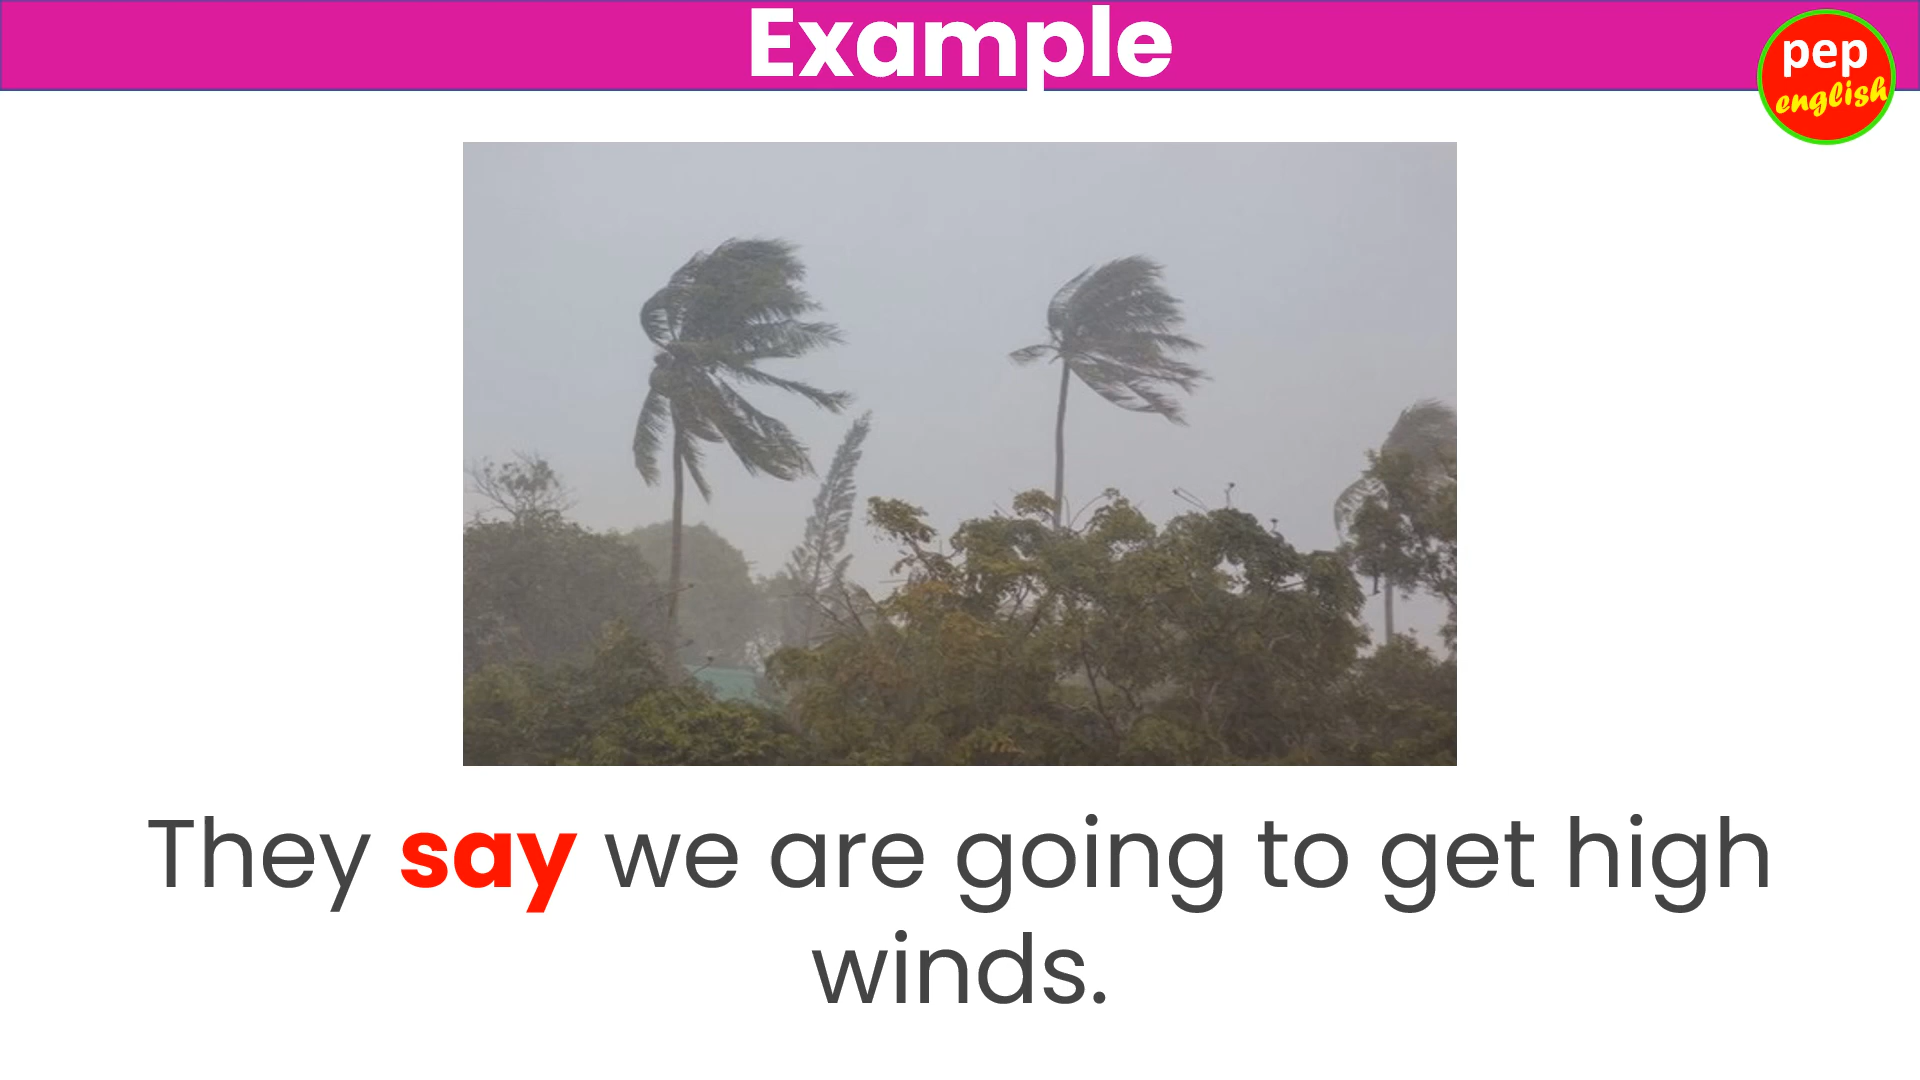 Example
pep
english
They say we are going to get high
winds.